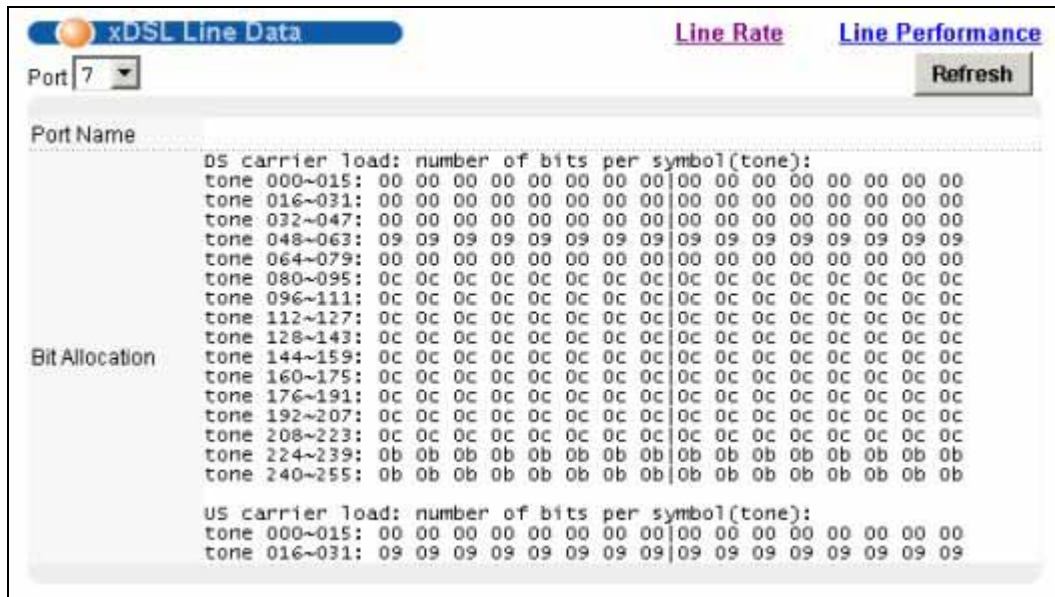 xDSL Line Data Line Rate Line Performance
Port 7 Refresh
Port Name
Bit Allocation
DS carrier load: number of bits per symbol(tone):
tone 000~015: 00 00 00 00 00 00 00 00|00 00 00 00 00 00 00 00
tone 016~031: 00 00 00 00 00 00 00 00|00 00 00 00 00 00 00 00
tone 032~047: 00 00 00 00 00 00 00 00|00 00 00 00 00 00 00 00
tone 048~063: 09 09 09 09 09 09 09 09|09 09 09 09 09 09 09 09
tone 064~079: 00 00 00 00 00 00 00 00|00 00 00 00 00 00 00 00
tone 080~095: 0c 0c 0c 0c 0c 0c 0c 0c|0c 0c 0c 0c 0c 0c 0c 0c
tone 096~111: 0c 0c 0c 0c 0c 0c 0c 0c|0c 0c 0c 0c 0c 0c 0c 0c
tone 112~127: 0c 0c 0c 0c 0c 0c 0c 0c|0c 0c 0c 0c 0c 0c 0c 0c
tone 128~143: 0c 0c 0c 0c 0c 0c 0c 0c|0c 0c 0c 0c 0c 0c 0c 0c
tone 144~159: 0c 0c 0c 0c 0c 0c 0c 0c|0c 0c 0c 0c 0c 0c 0c 0c
tone 160~175: 0c 0c 0c 0c 0c 0c 0c 0c|0c 0c 0c 0c 0c 0c 0c 0c
tone 176~191: 0c 0c 0c 0c 0c 0c 0c 0c|0c 0c 0c 0c 0c 0c 0c 0c
tone 192~207: 0c 0c 0c 0c 0c 0c 0c 0c|0c 0c 0c 0c 0c 0c 0c 0c
tone 208~223: 0c 0c 0c 0c 0c 0c 0c 0c|0c 0c 0c 0c 0c 0c 0c 0c
tone 224~239: 0b 0b 0b 0b 0b 0b 0b 0b|0b 0b 0b 0b 0b 0b 0b 0b
tone 240~255: 0b 0b 0b 0b 0b 0b 0b 0b|0b 0b 0b 0b 0b 0b 0b 0b
US carrier load: number of bits per symbol(tone):
tone 000~015: 00 00 00 00 00 00 00 00|00 00 00 00 00 00 00 00
tone 016~031: 09 09 09 09 09 09 09 09|09 09 09 09 09 09 09 09